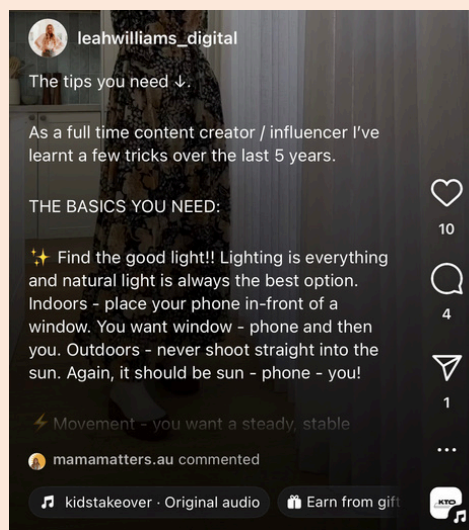 leahwilliams_digital
The tips you need ↓.
As a full time content creator / influencer I've
learnt a few tricks over the last 5 years.
THE BASICS YOU NEED:
✨ Find the good light!! Lighting is everything
and natural light is always the best option.
Indoors - place your phone in-front of a
window. You want window - phone and then
you. Outdoors - never shoot straight into the
sun. Again, it should be sun - phone - you!
10
4
⚡Movement - you want a steady, stable
1
mamamatters.au commented
kidstakeover · Original audio
Earn from gift
KTO